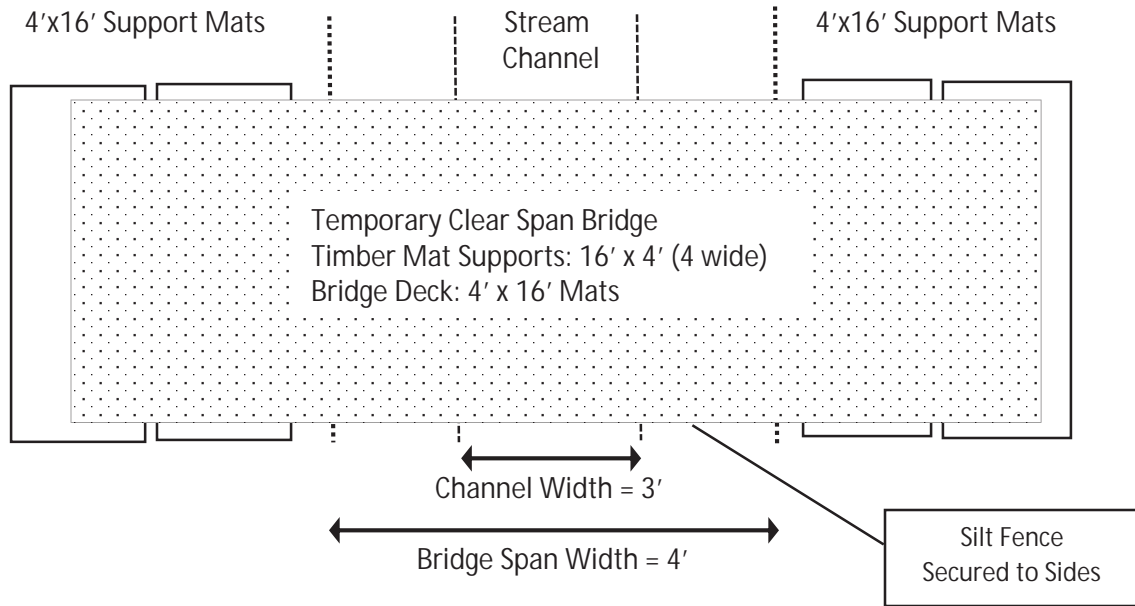 4′x16′ Support Mats
Stream
Channel
4′x16′ Support Mats
Temporary Clear Span Bridge
Timber Mat Supports: 16′ x 4′ (4 wide)
Bridge Deck: 4′ x 16′ Mats
Channel Width = 3′
Bridge Span Width = 4′
Silt Fence
Secured to Sides